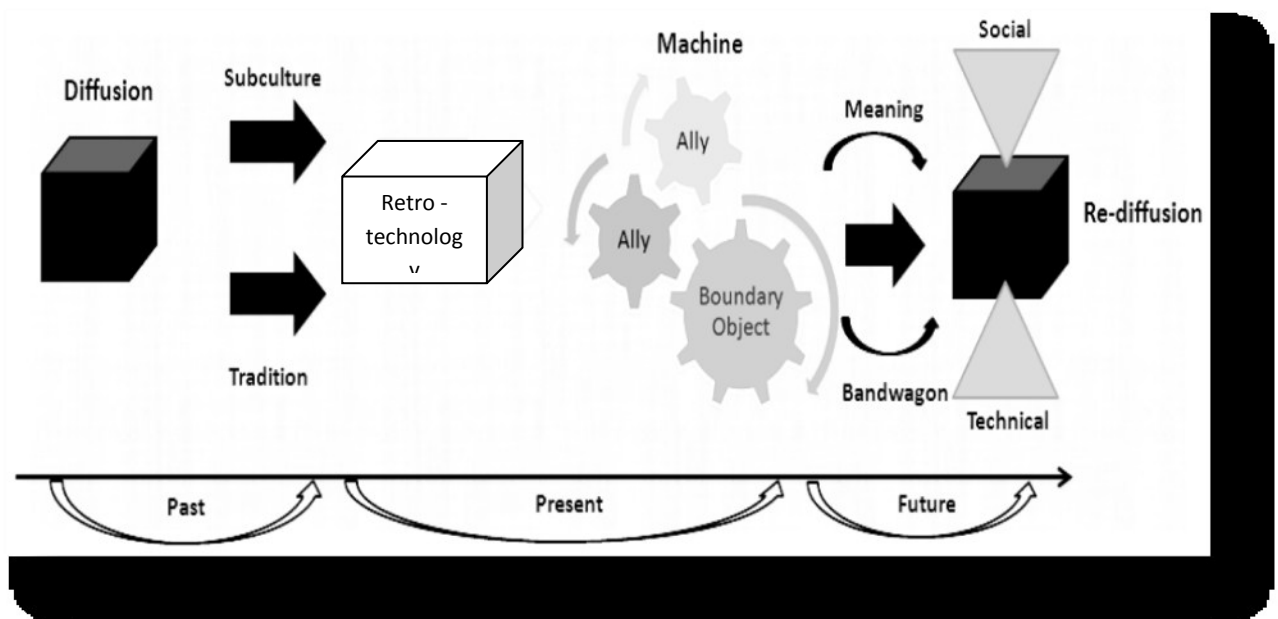 Machine
Social
Subculture
Diffusion
Meaning
Ally
Retro -
technolog
y
Ally
Re-diffusion
Boundary
Object
Tradition
Bandwagon
Technical
Past
Present
Future